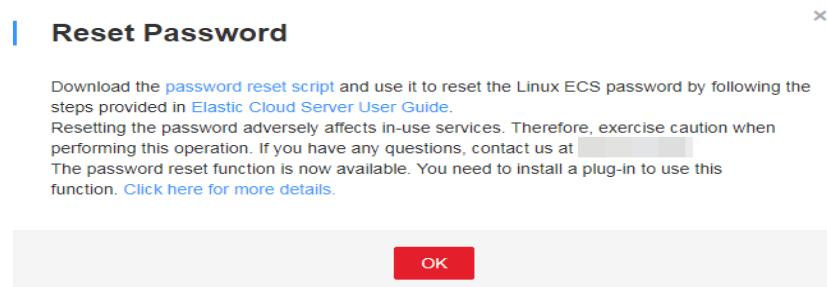 Reset Password
Download the password reset script and use it to reset the Linux ECS password by following the
steps provided in Elastic Cloud Server User Guide.
Resetting the password adversely affects in-use services. Therefore, exercise caution when
performing this operation. If you have any questions, contact us at
The password reset function is now available. You need to install a plug-in to use this
function. Click here for more details.
OK